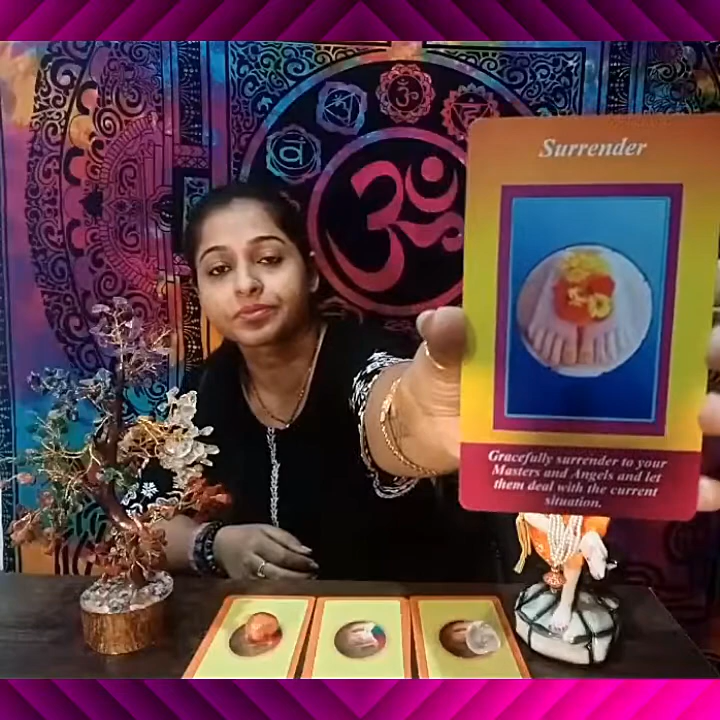 ॐ
Surrender
Gracefully surrender to your
Masters and Angels and let
them deal with the current
situation.